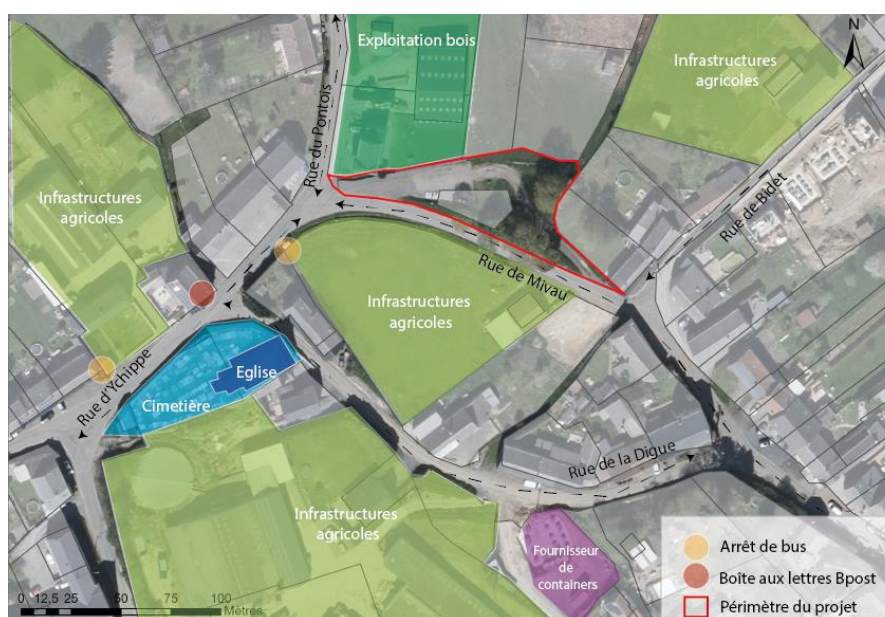 Exploitation bois
N
Infrastructures
agricoles
Rue du Pontois
Infrastructures
agricoles
Rue de Bidet
Rue de Mivau
Infrastructures
agricoles
Rue d'Ychippe
Eglise
Cimetière
Rue de la Digue
Infrastructures
agricoles
Fournisseur
de
containers
Arrêt de bus
Boîte aux lettres Bpost
Périmètre du projet
0 12,5 25 50 75 100
Mètres